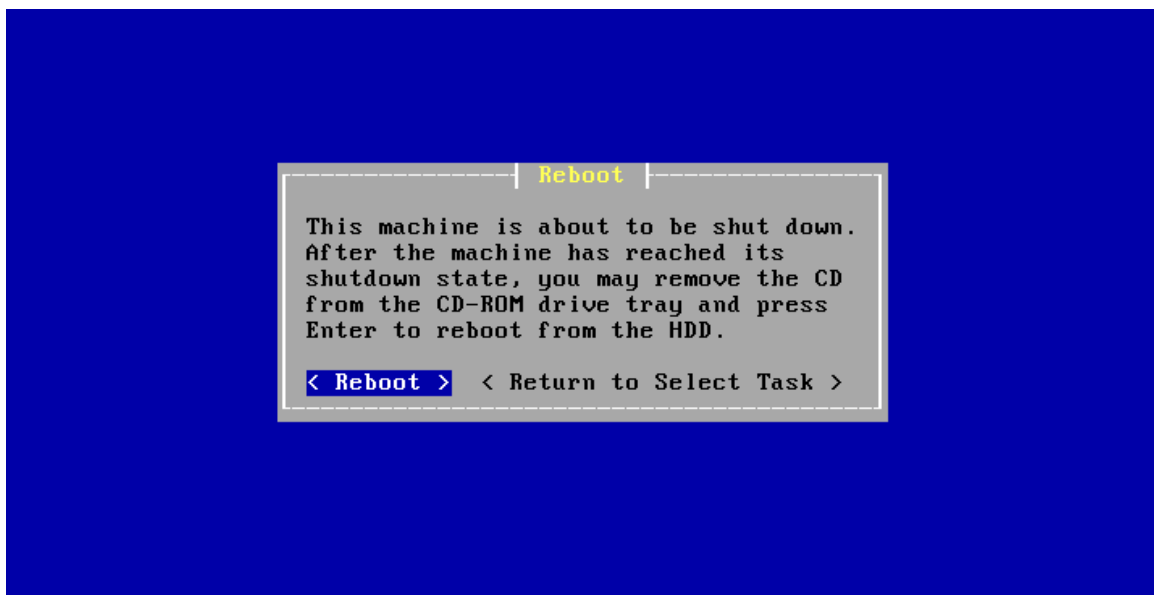 Reboot
This machine is about to be shut down.
After the machine has reached its
shutdown state, you may remove the CD
from the CD-ROM drive tray and press
Enter to reboot from the HDD.
< Reboot > < Return to Select Task >